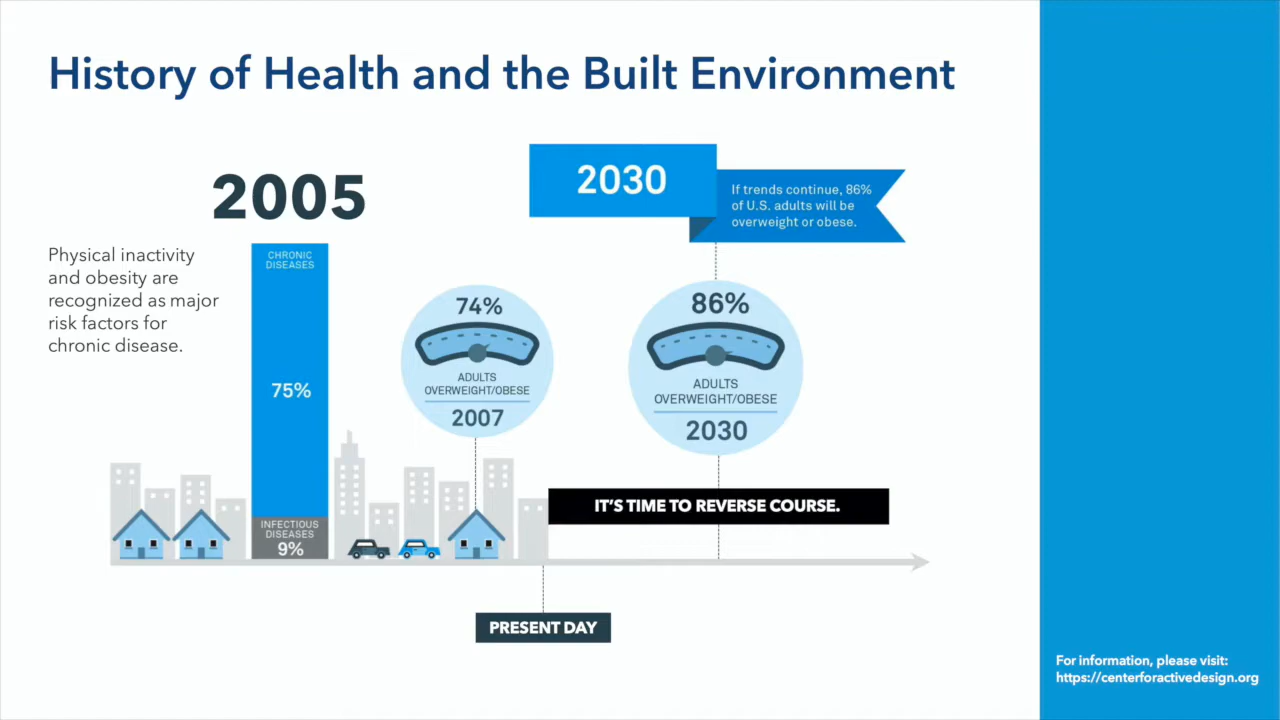 History of Health and the Built Environment
2005
Physical inactivity
and obesity are
recognized as major
risk factors for
chronic disease.
CHRONIC
DISEASES
75%
INFECTIOUS
DISEASES
9%
74%
ADULTS
OVERWEIGHT/OBESE
2007
2030
If trends continue, 86%
of U.S. adults will be
overweight or obese.
86%
ADULTS
OVERWEIGHT/OBESE
2030
IT'S TIME TO REVERSE COURSE.
PRESENT DAY
For information, please visit:
https://centerforactivedesign.org